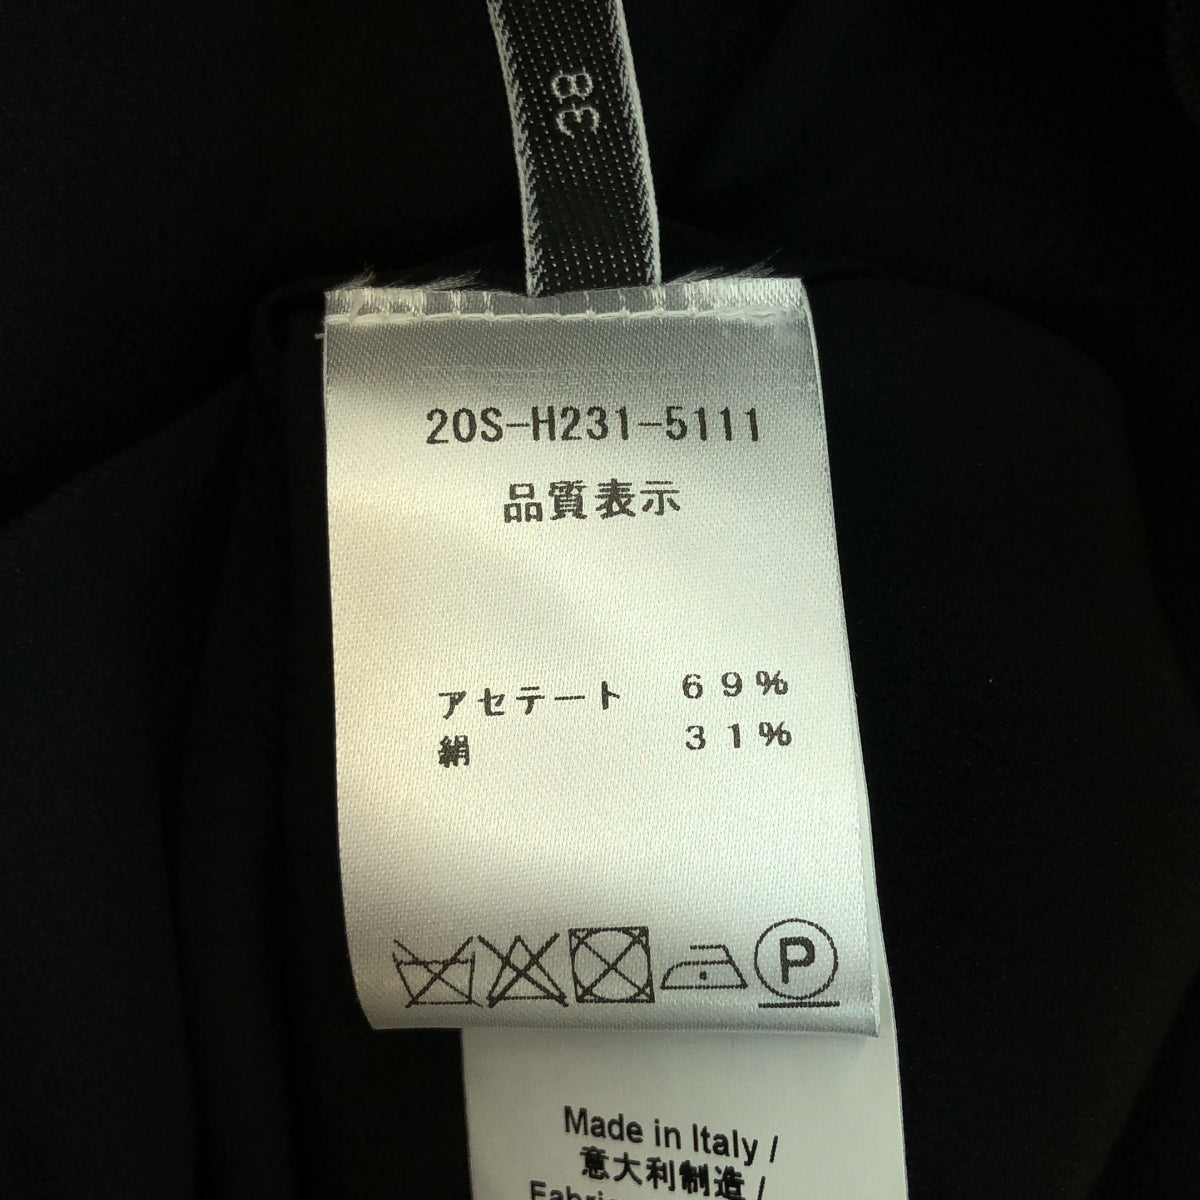 38
20S-H231-5111
品質表示
アセテート 69%
絹 31%
P
Made in Italy /
意大利制造 /